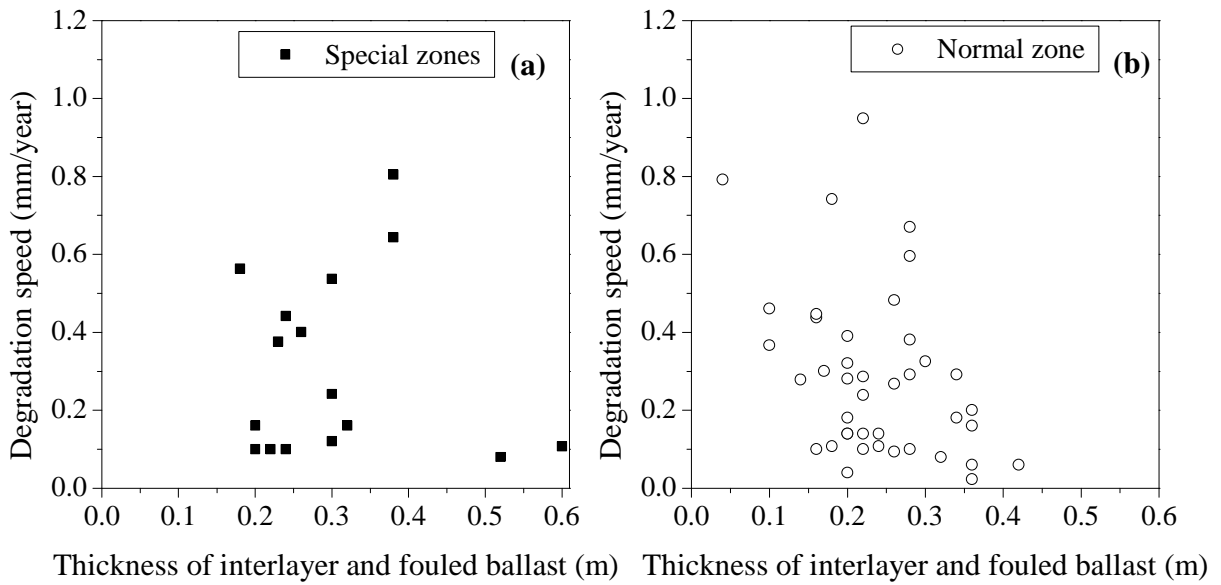 1.2
1.0
0.8
0.6
0.4
0.2
0.0
Degradation speed (mm/year)
Special zones
(a)
0.0 0.1 0.2 0.3 0.4 0.5 0.6
Thickness of interlayer and fouled ballast (m)
1.2
1.0
0.8
0.6
0.4
0.2
0.0
Degradation speed (mm/year)
Normal zone
(b)
0.0 0.1 0.2 0.3 0.4 0.5 0.6
Thickness of interlayer and fouled ballast (m)